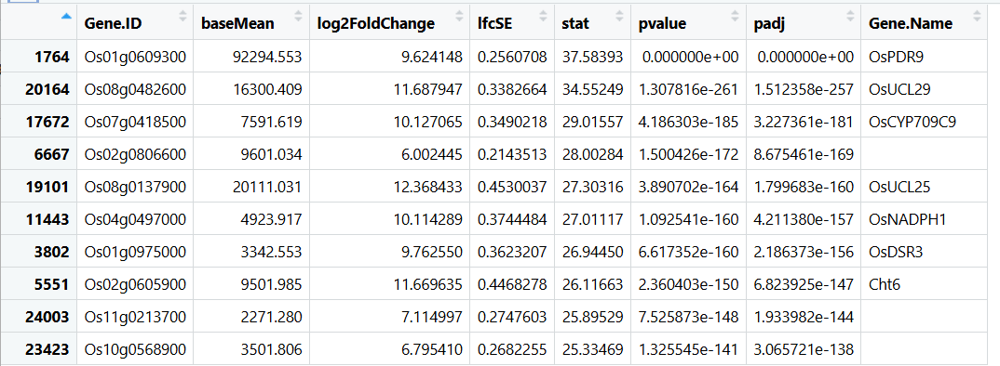 Gene.ID baseMean log2FoldChange lfcSE stat pvalue padj Gene.Name
1764 Os01g0609300 92294.553 9.624148 0.2560708 37.58393 0.000000e+00 0.000000e+00 OsPDR9
20164 Os08g0482600 16300.409 11.687947 0.3382664 34.55249 1.307816e-261 1.512358e-257 OsUCL29
17672 Os07g0418500 7591.619 10.127065 0.3490218 29.01557 4.186303e-185 3.227361e-181 OsCYP709C9
6667 Os02g0806600 9601.034 6.002445 0.2143513 28.00284 1.500426e-172 8.675461e-169
19101 Os08g0137900 20111.031 12.368433 0.4530037 27.30316 3.890702e-164 1.799683e-160 OsUCL25
11443 Os04g0497000 4923.917 10.114289 0.3744484 27.01117 1.092541e-160 4.211380e-157 OsNADPH1
3802 Os01g0975000 3342.553 9.762550 0.3623207 26.94450 6.617352e-160 2.186373e-156 OsDSR3
5551 Os02g0605900 9501.985 11.669635 0.4468278 26.11663 2.360403e-150 6.823925e-147 Cht6
24003 Os11g0213700 2271.280 7.114997 0.2747603 25.89529 7.525873e-148 1.933982e-144
23423 Os10g0568900 3501.806 6.795410 0.2682255 25.33469 1.325545e-141 3.065721e-138